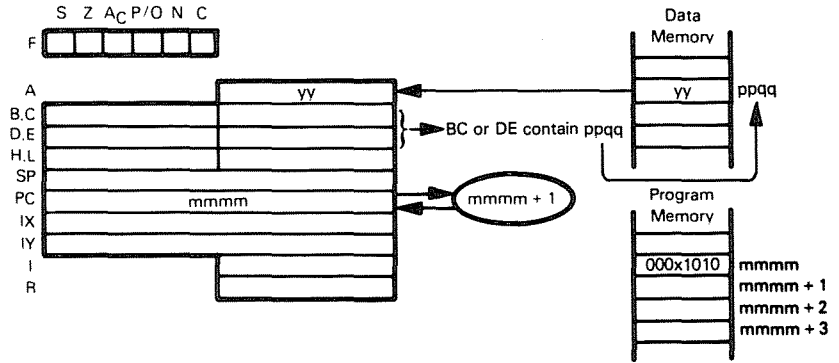 S Z AC P/O N C
F
Data
Memory
A yy
yy ppqq
B.C
D.E
BC or DE contain ppqq
H.L
SP
PC mmmm
mmmm + 1
IX
IY
I
R
Program
Memory
000x1010 mmmm
mmmm + 1
mmmm + 2
mmmm + 3